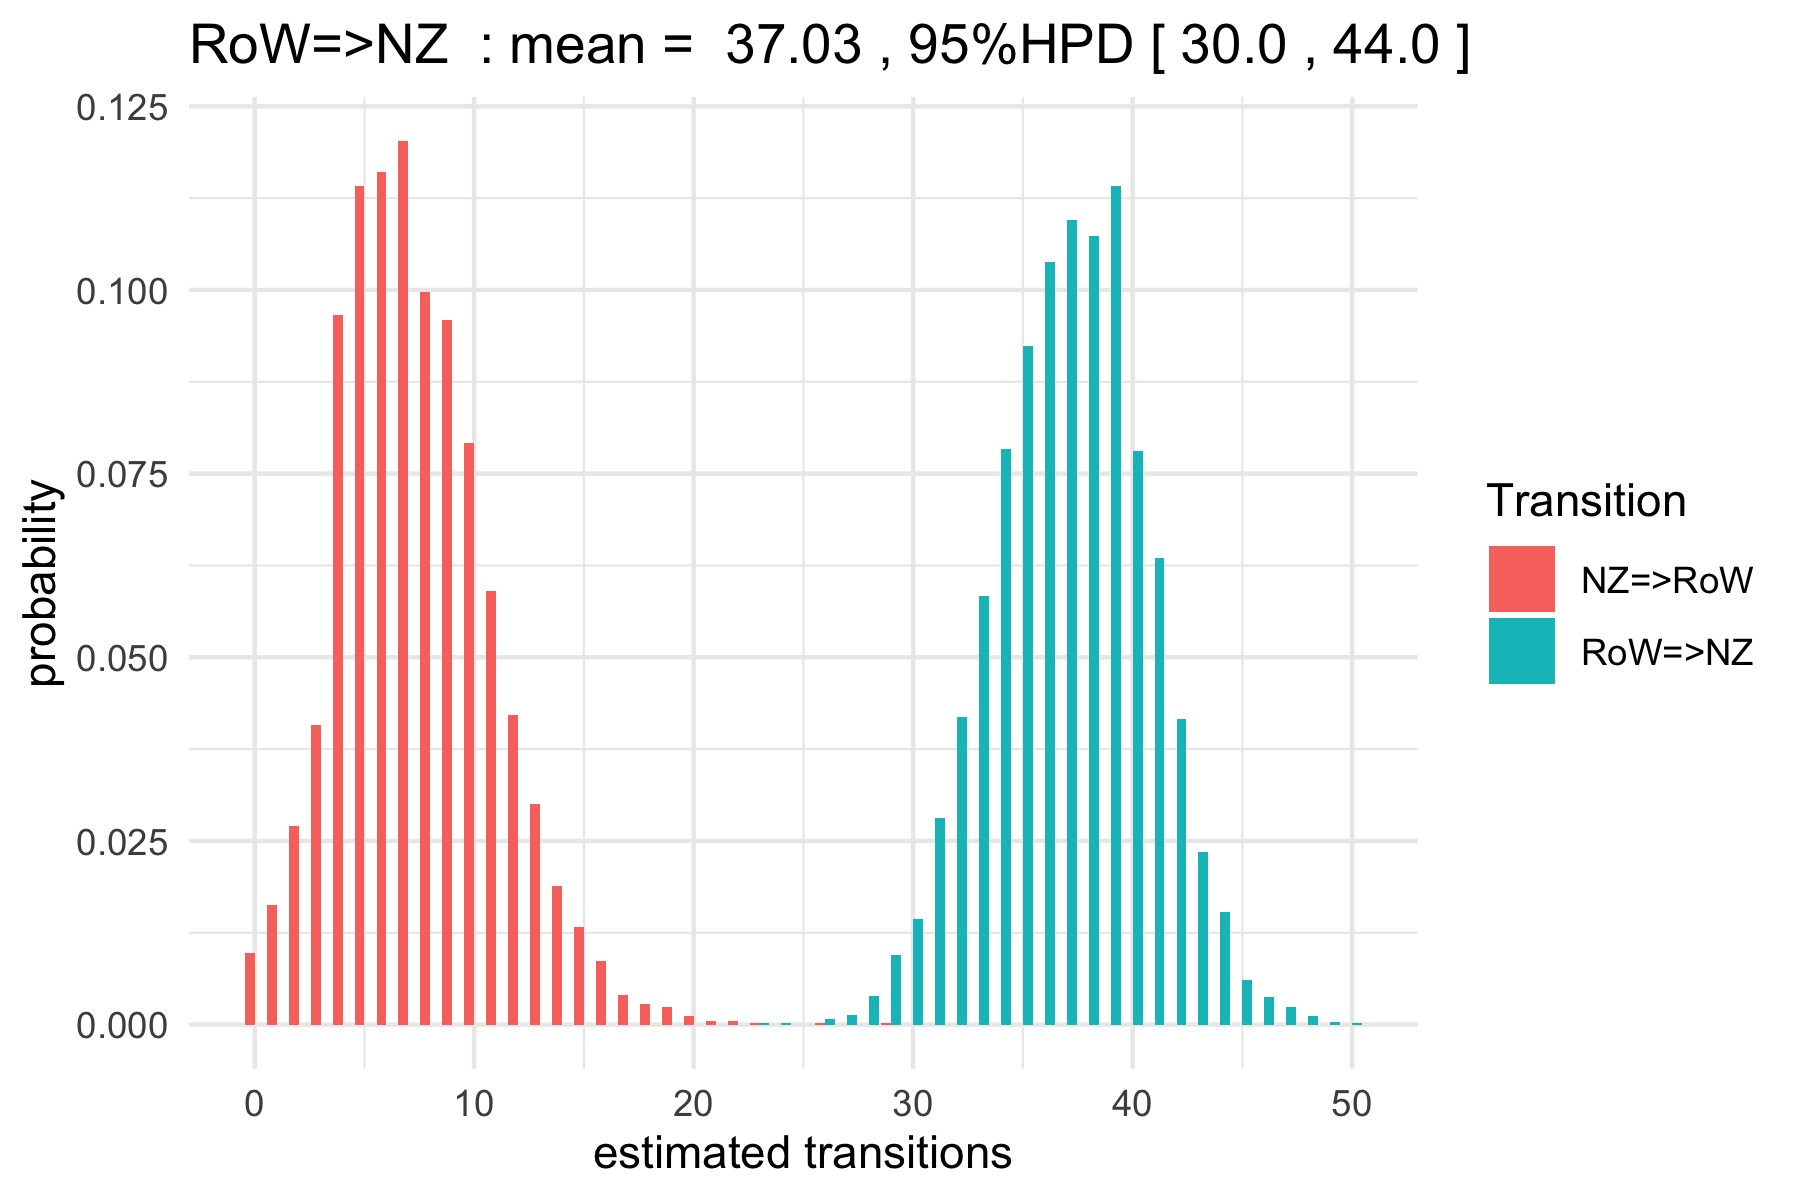 RoW=>NZ : mean = 37.03 , 95%HPD [ 30.0 , 44.0 ]
0.125
0.100
0.075
0.050
0.025
0.000
probability
0 10 20 30 40 50
estimated transitions
Transition
NZ=>RoW
RoW=>NZ